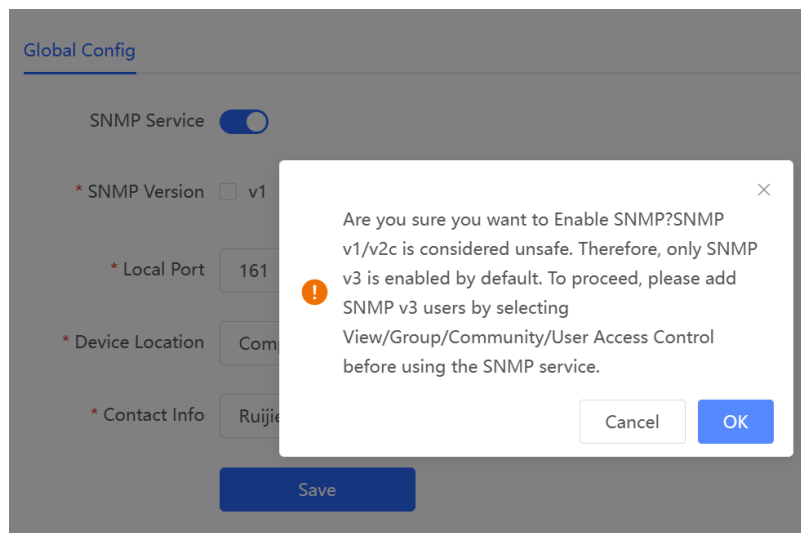 Global Config
SNMP Service
* SNMP Version v1
* Local Port 161
* Device Location
* Contact Info
Save
Are you sure you want to Enable SNMP?SNMP
v1/v2c is considered unsafe. Therefore, only SNMP
v3 is enabled by default. To proceed, please add
SNMP v3 users by selecting
View/Group/Community/User Access Control
before using the SNMP service.
Cancel OK